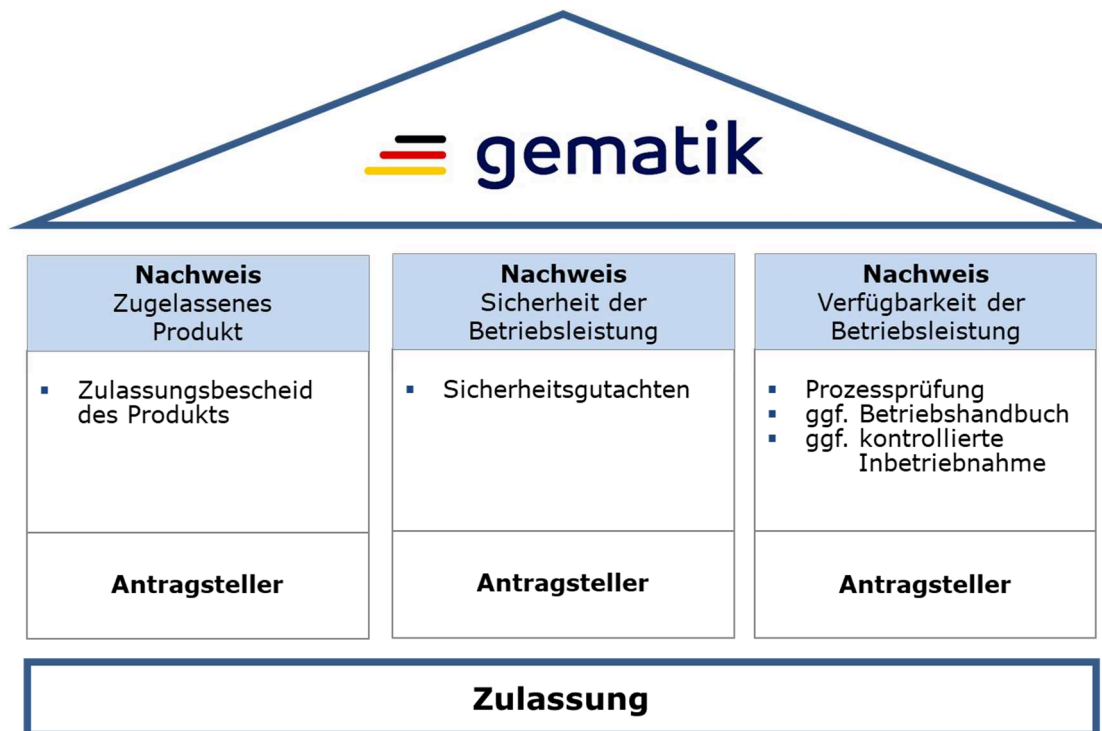 gematik
Nachweis
Zugelassenes
Produkt
▪ Zulassungsbescheid
des Produkts
Antragsteller
Nachweis
Sicherheit der
Betriebsleistung
▪ Sicherheitsgutachten
Antragsteller
Nachweis
Verfügbarkeit der
Betriebsleistung
▪ Prozessprüfung
▪ ggf. Betriebshandbuch
▪ ggf. kontrollierte
Inbetriebnahme
Antragsteller
Zulassung